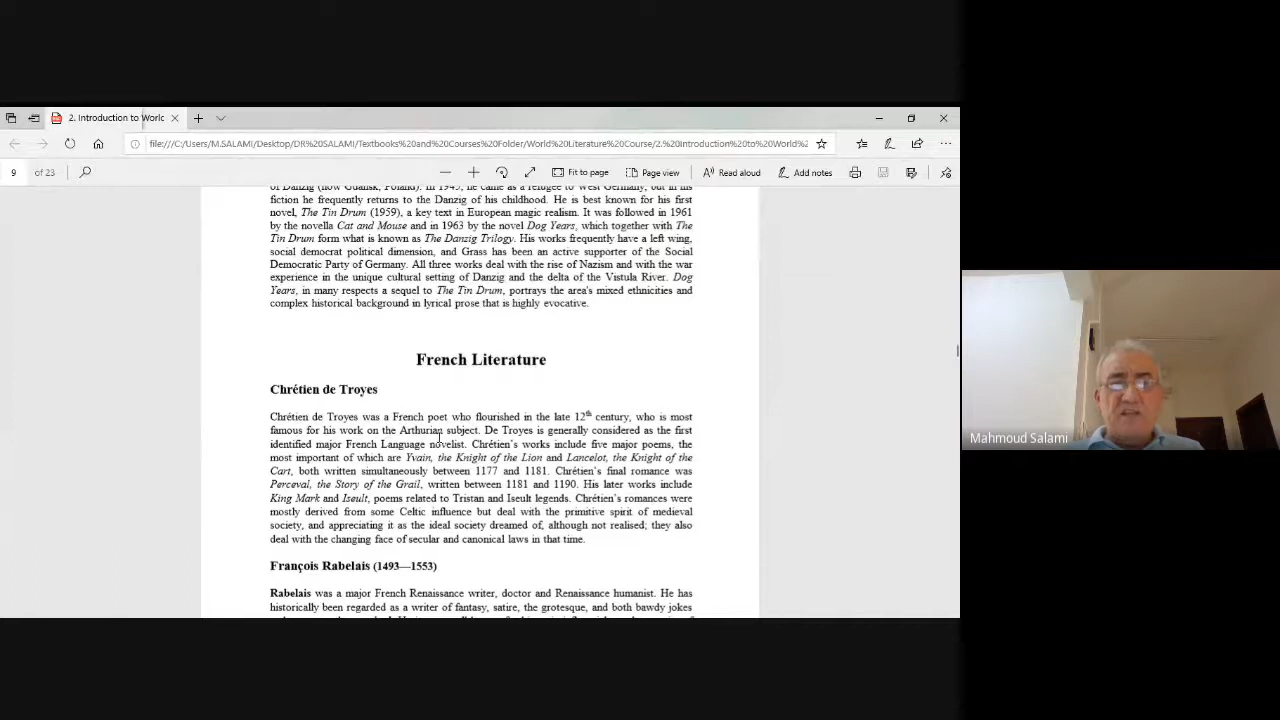 2. Introduction to World
file:///C:/Users/M.SALAMI/Desktop/DR%20SALAMI/Textbooks%20and%20Courses%20Folder/World%20Literature%20Course/2.%20Introduction%20to%20World%2
9 of 23 Fit to page Page view Read aloud Add notes
of Danzig (now Gdańsk, Poland). In 1945, he came as a refugee to West Germany, but in his
fiction he frequently returns to the Danzig of his childhood. He is best known for his first
novel, The Tin Drum (1959), a key text in European magic realism. It was followed in 1961
by the novella Cat and Mouse and in 1963 by the novel Dog Years, which together with The
Tin Drum form what is known as The Danzig Trilogy. His works frequently have a left wing,
social democrat political dimension, and Grass has been an active supporter of the Social
Democratic Party of Germany. All three works deal with the rise of Nazism and with the war
experience in the unique cultural setting of Danzig and the delta of the Vistula River. Dog
Years, in many respects a sequel to The Tin Drum, portrays the area's mixed ethnicities and
complex historical background in lyrical prose that is highly evocative.
French Literature
Chrétien de Troyes
Chrétien de Troyes was a French poet who flourished in the late 12th century, who is most
famous for his work on the Arthurian subject. De Troyes is generally considered as the first
identified major French Language novelist. Chrétien's works include five major poems, the
most important of which are Yvain, the Knight of the Lion and Lancelot, the Knight of the
Cart, both written simultaneously between 1177 and 1181. Chrétien's final romance was
Perceval, the Story of the Grail, written between 1181 and 1190. His later works include
King Mark and Iseult, poems related to Tristan and Iseult legends. Chrétien's romances were
mostly derived from some Celtic influence but deal with the primitive spirit of medieval
society, and appreciating it as the ideal society dreamed of, although not realised; they also
deal with the changing face of secular and canonical laws in that time.
François Rabelais (1493—1553)
Rabelais was a major French Renaissance writer, doctor and Renaissance humanist. He has
historically been regarded as a writer of fantasy, satire, the grotesque, and both bawdy jokes
Mahmoud Salami